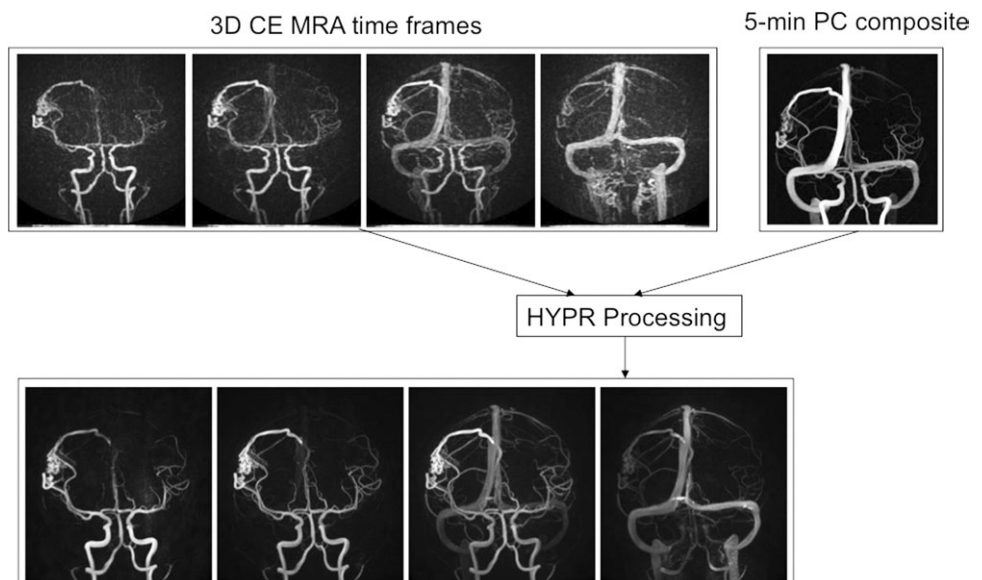 3D CE MRA time frames
5-min PC composite
HYPR Processing